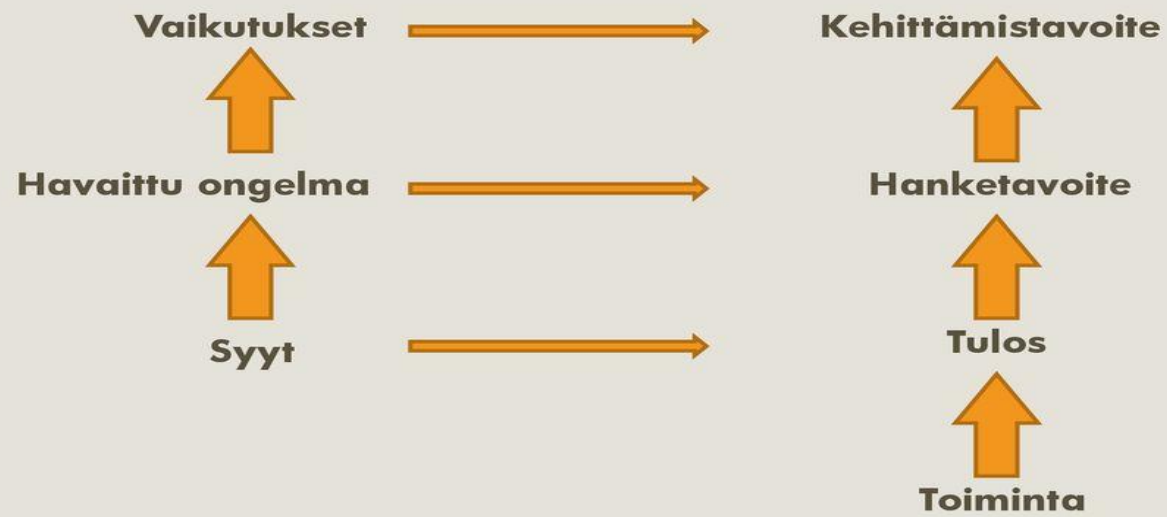 Vaikutukset
Kehittämistavoite
Havaittu ongelma
Hanketavoite
Syyt
Tulos
Toiminta